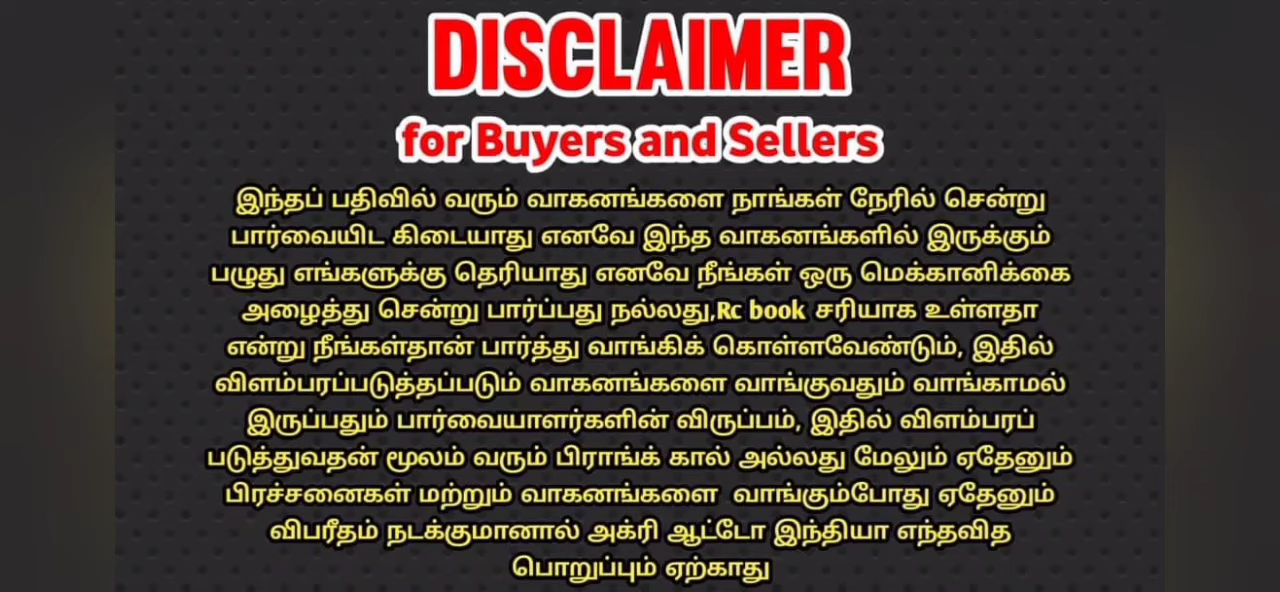 DISCLAIMER
for Buyers and Sellers
இந்தப் பதிவில் வரும் வாகனங்களை நாங்கள் நேரில் சென்று
பார்வையிட கிடையாது எனவே இந்த வாகனங்களில் இருக்கும்
பழுது எங்களுக்கு தெரியாது எனவே நீங்கள் ஒரு மெக்கானிக்கை
அழைத்து சென்று பார்ப்பது நல்லது,Rc book சரியாக உள்ளதா
என்று நீங்கள்தான் பார்த்து வாங்கிக் கொள்ளவேண்டும், இதில்
விளம்பரப்படுத்தப்படும் வாகனங்களை வாங்குவதும் வாங்காமல்
இருப்பதும் பார்வையாளர்களின் விருப்பம், இதில் விளம்பரப்
படுத்துவதன் மூலம் வரும் பிராங்க் கால் அல்லது மேலும் ஏதேனும்
பிரச்சனைகள் மற்றும் வாகனங்களை வாங்கும்போது ஏதேனும்
விபரீதம் நடக்குமானால் அக்ரி ஆட்டோ இந்தியா எந்தவித
பொறுப்பும் ஏற்காது